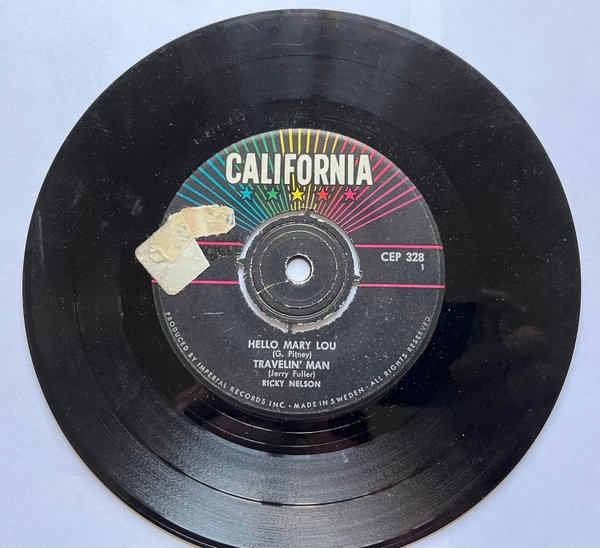 CALIFORNIA
CEP 328
1
HELLO MARY LOU
(G. Pitney)
TRAVELIN' MAN
(Jerry Fuller)
RICKY NELSON
PRODUCED BY IMPERIAL RECORDS INC. • MADE IN SWEDEN - ALL RIGHTS RESERVED